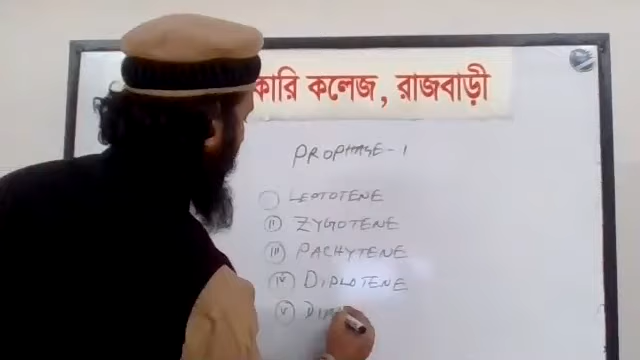 কারি কলেজ, রাজবাড়ী
PROPHASE-1
LEPTOTENE
(II) ZYGOTENE
(III) PACHYTENE
(IV) DIPLOTENE
(V)